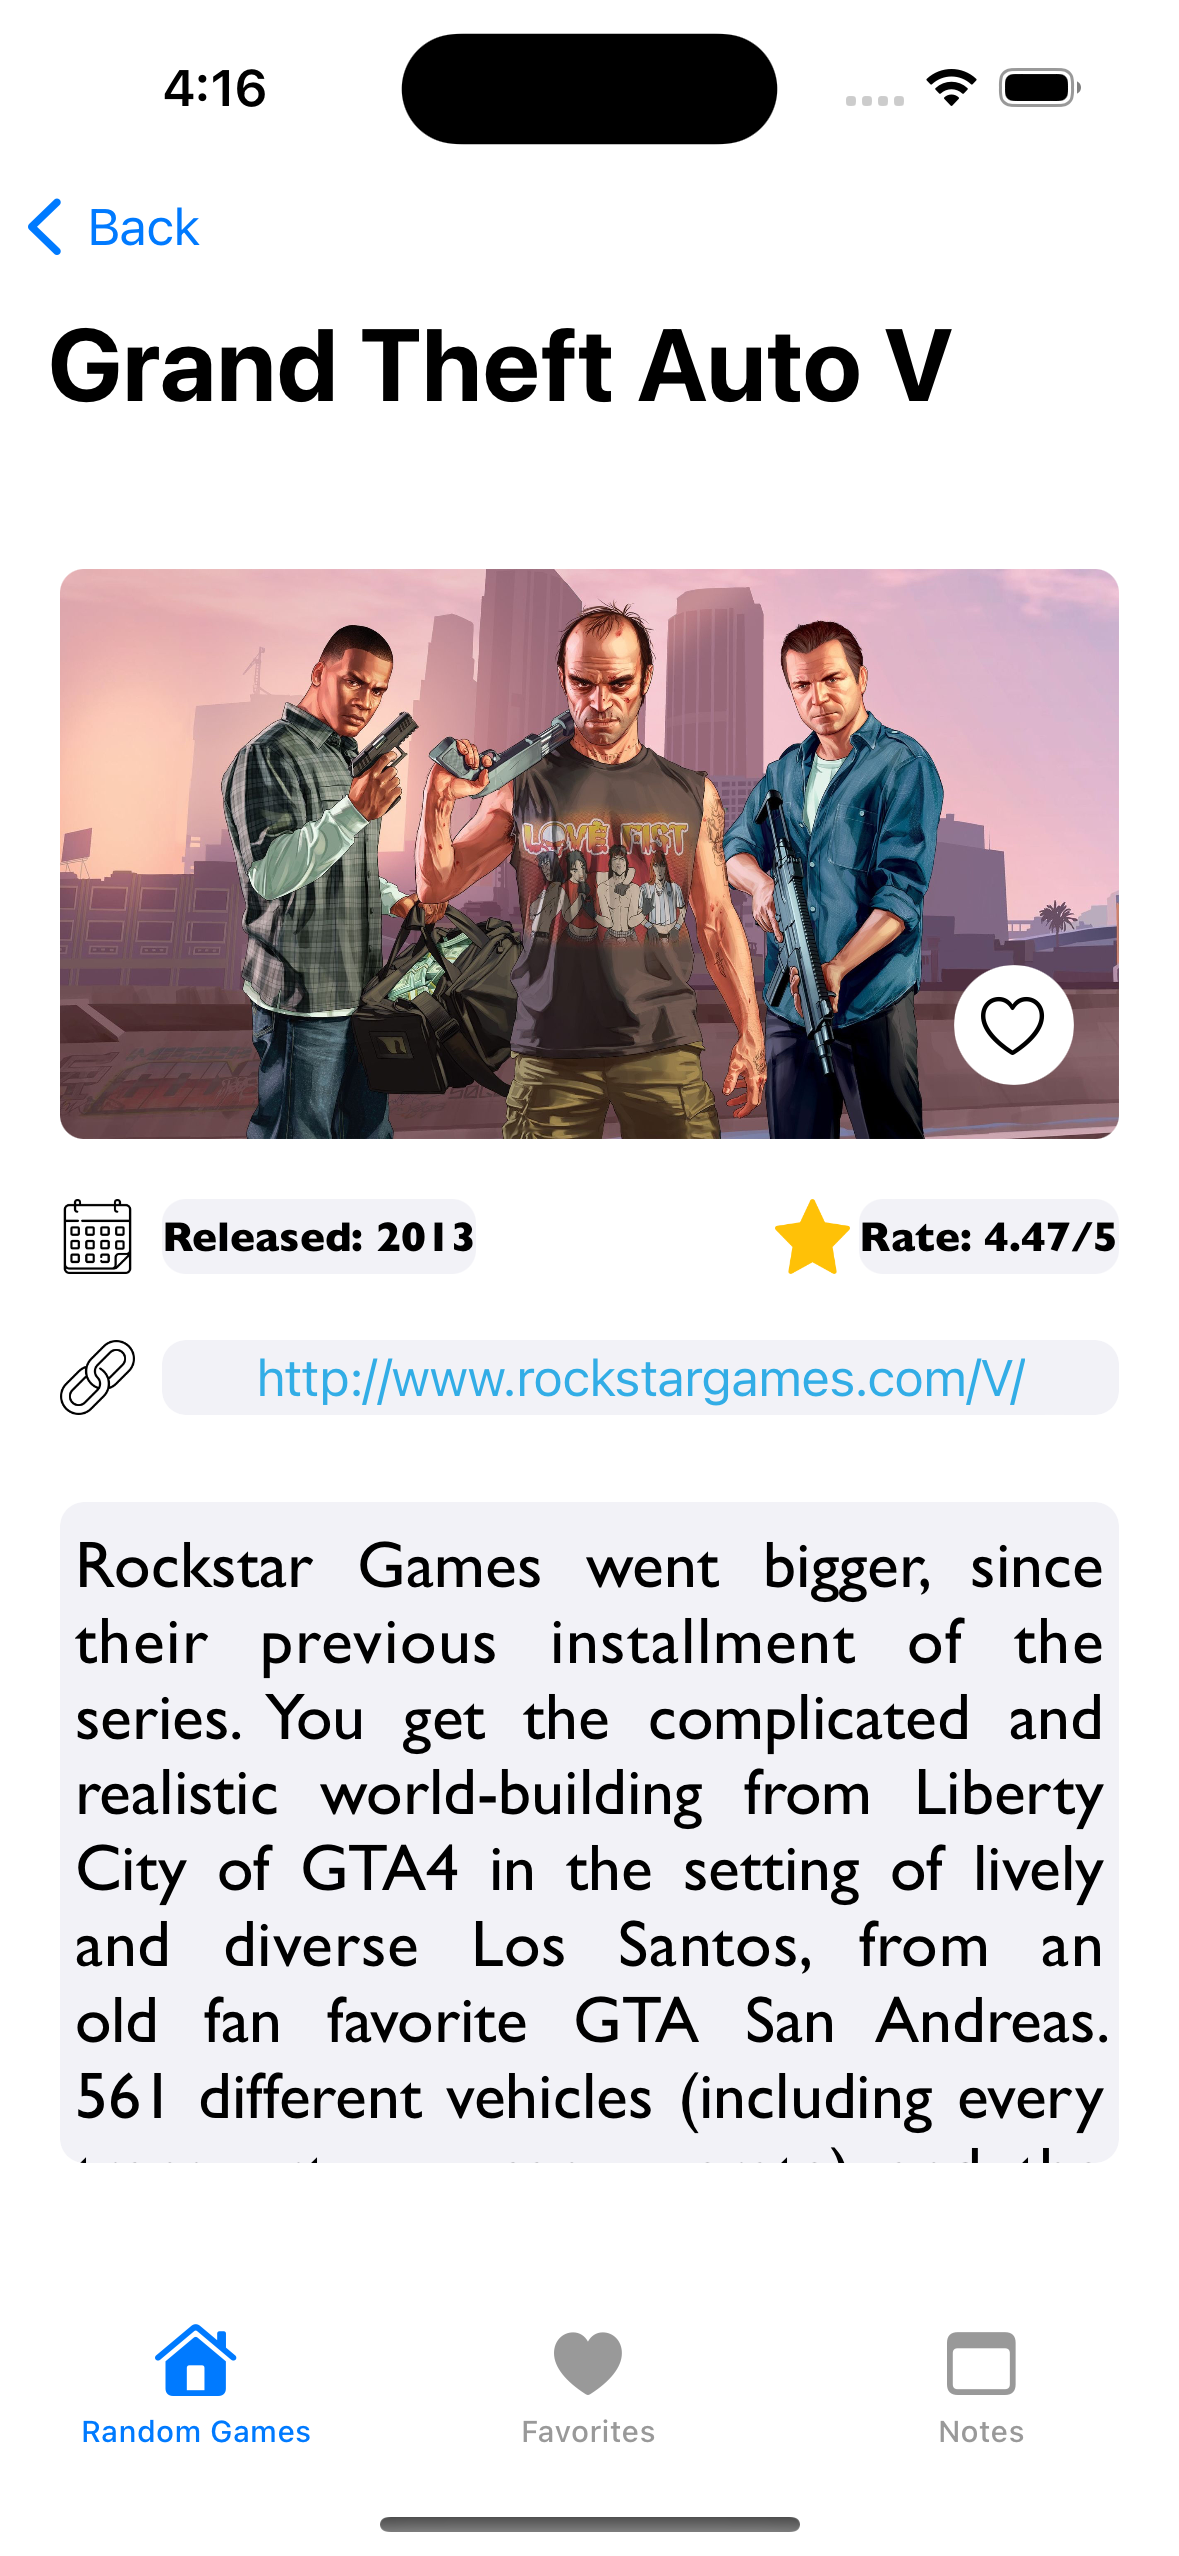 4:16
Back
Grand Theft Auto V
LOVE FIST
Released: 2013
Rate: 4.47/5
http://www.rockstargames.com/V/
Rockstar Games went bigger, since
their previous installment of the
series. You get the complicated and
realistic world-building from Liberty
City of GTA4 in the setting of lively
and diverse Los Santos, from an
old fan favorite GTA San Andreas.
561 different vehicles (including every
Random Games
Favorites
Notes